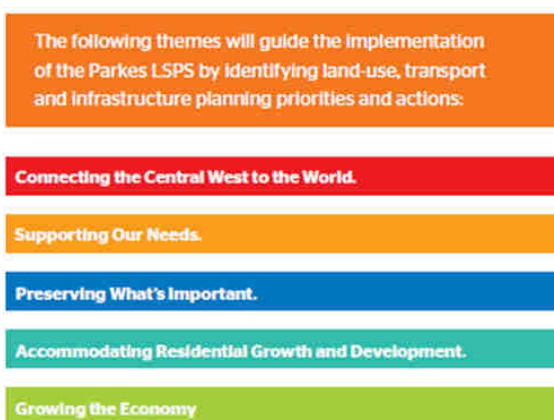 The following themes will guide the implementation
of the Parkes LSPS by identifying land-use, transport
and infrastructure planning priorities and actions:
Connecting the Central West to the World.
Supporting Our Needs.
Preserving What's Important.
Accommodating Residential Growth and Development.
Growing the Economy